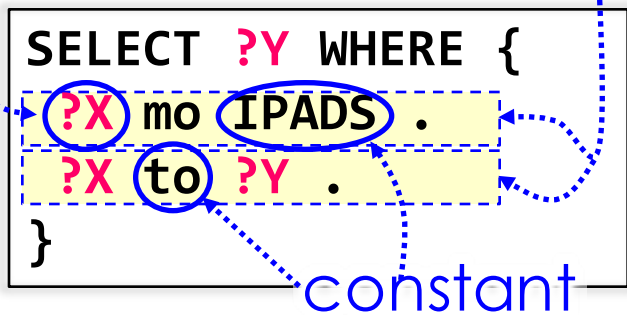 SELECT ?Y WHERE {
?X mo IPADS .
?X to ?Y .
}
constant